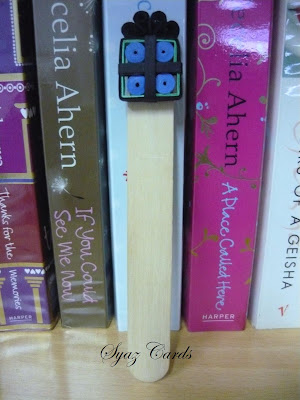 Thanks for the
Memories
HARPER
celia Ahern
If You Could
See Me Now
lia Ahern
A Place Called Here
HARPER
OF A
GEISHA
Syaz Cards